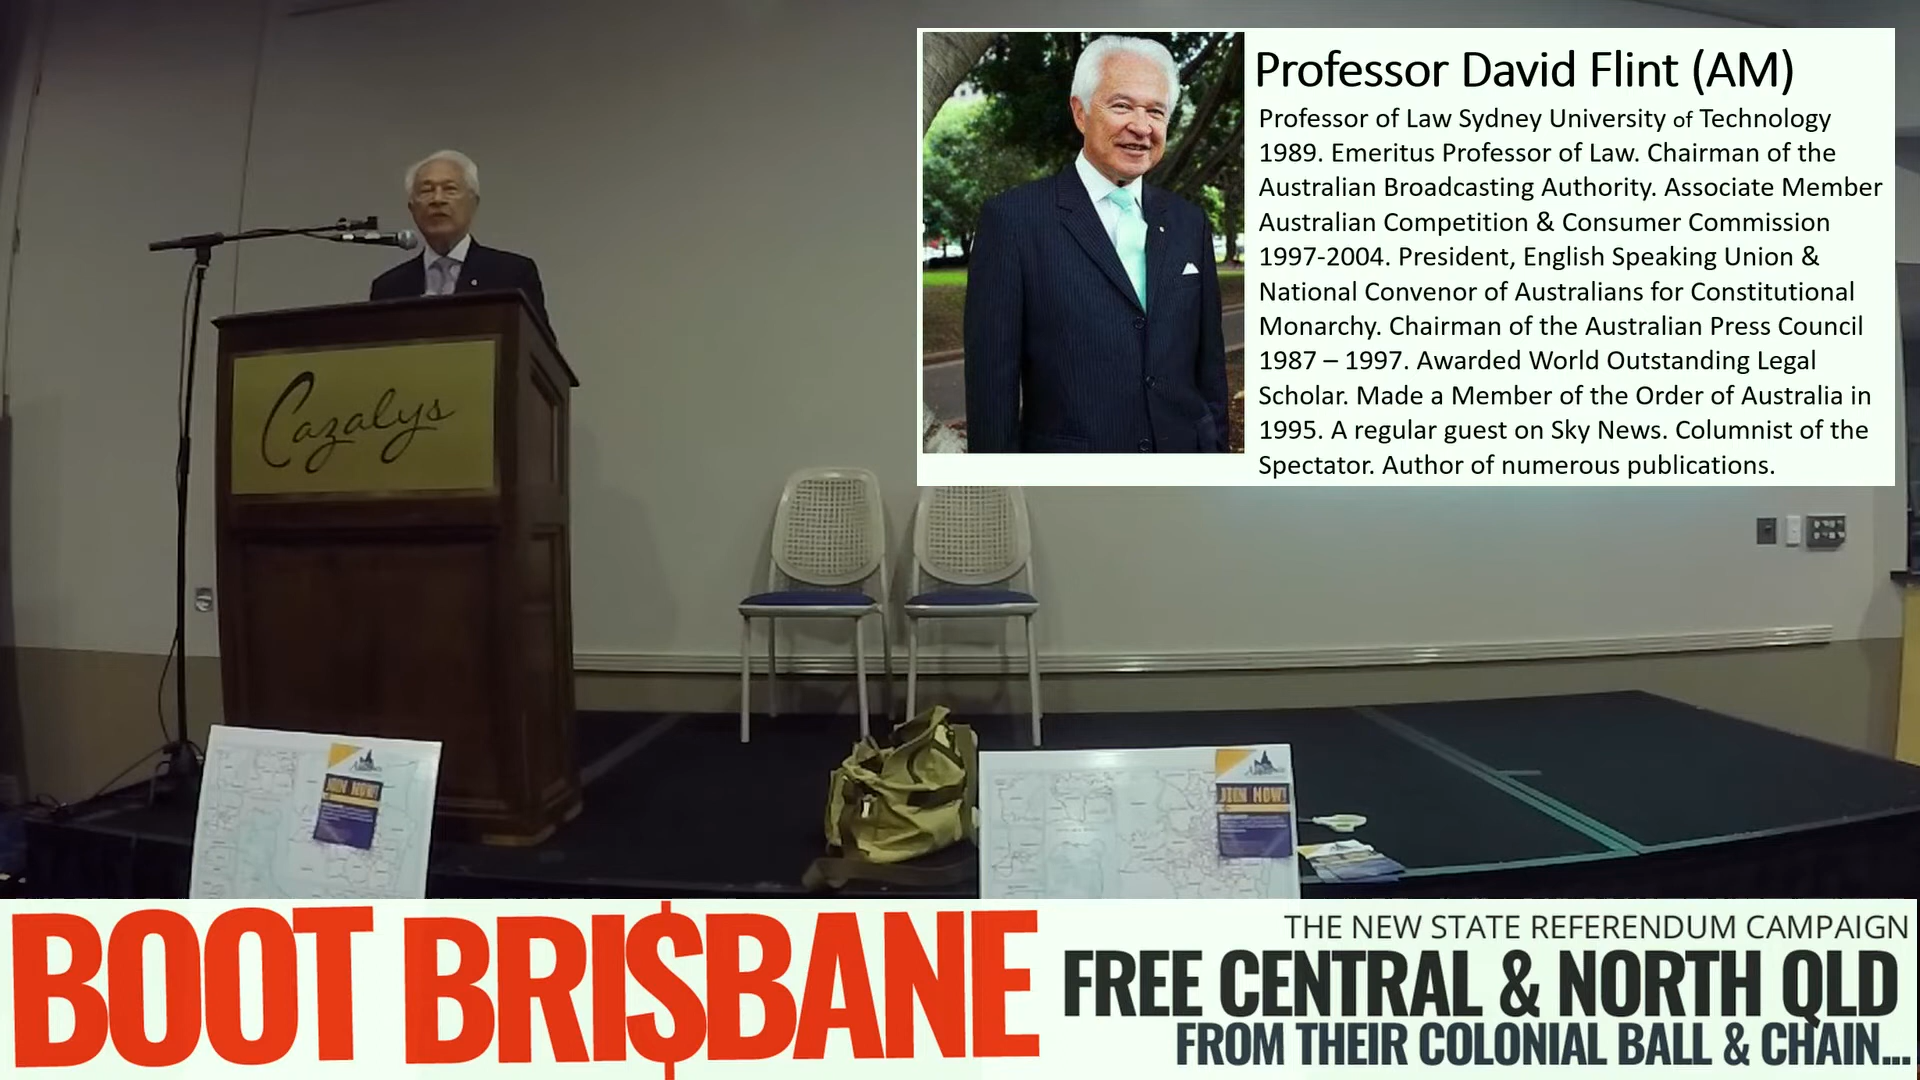 Professor David Flint (AM)
Professor of Law Sydney University of Technology
1989. Emeritus Professor of Law. Chairman of the
Australian Broadcasting Authority. Associate Member
Australian Competition & Consumer Commission
1997-2004. President, English Speaking Union &
National Convenor of Australians for Constitutional
Monarchy. Chairman of the Australian Press Council
1987 – 1997. Awarded World Outstanding Legal
Scholar. Made a Member of the Order of Australia in
1995. A regular guest on Sky News. Columnist of the
Spectator. Author of numerous publications.
Cazalys
JOIN NOW!
JOIN NOW!
BOOT BRI$BANE
THE NEW STATE REFERENDUM CAMPAIGN
FREE CENTRAL & NORTH QLD
FROM THEIR COLONIAL BALL & CHAIN...